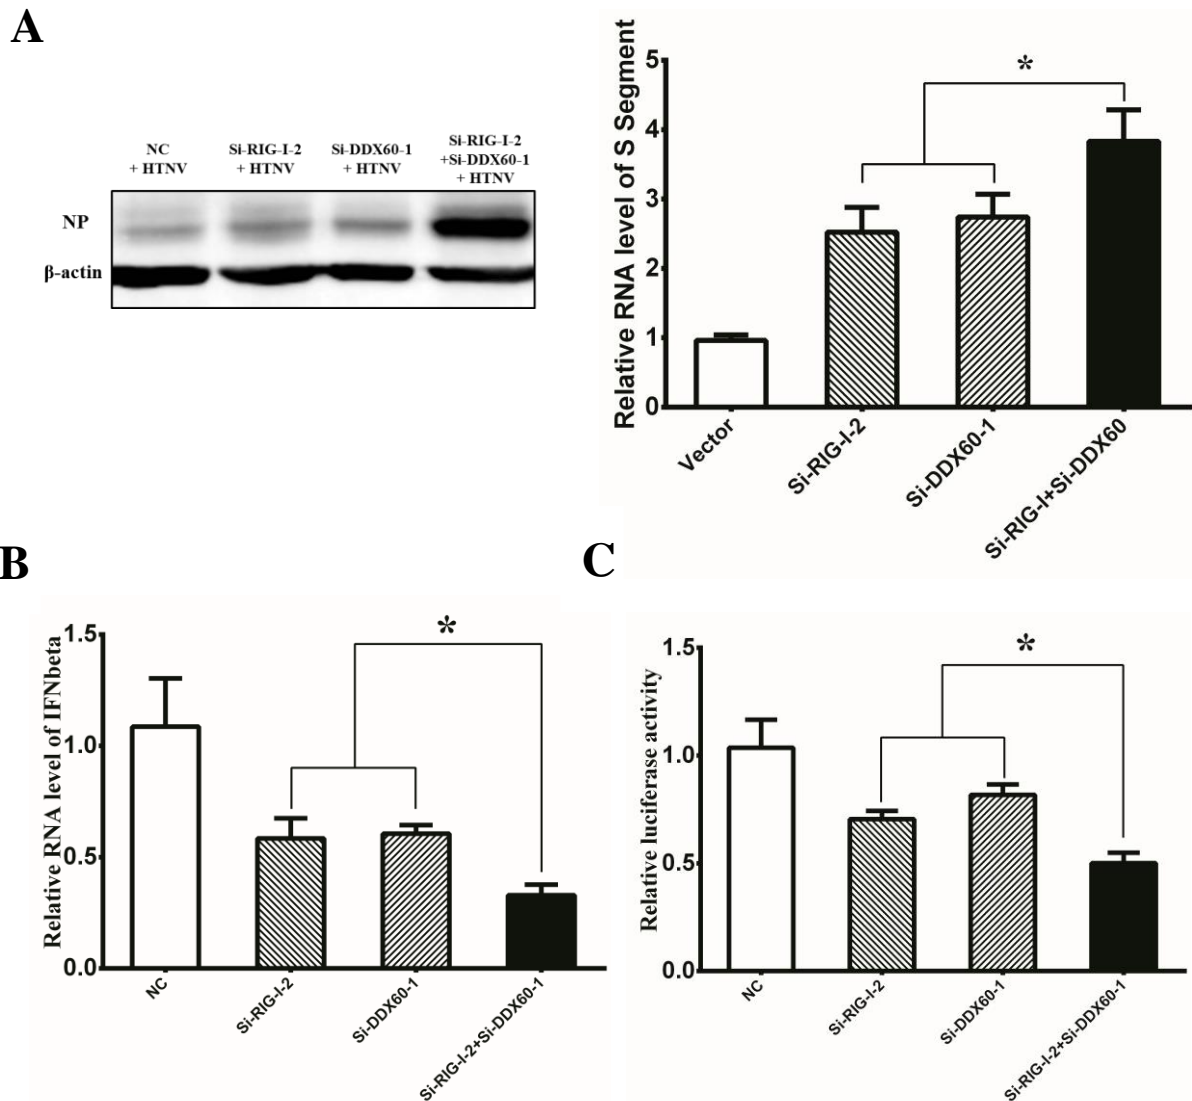 A
NC
+ HTNV
Si-RIG-I-2
+ HTNV
Si-DDX60-1
+ HTNV
Si-RIG-I-2
+Si-DDX60-1
+ HTNV
NP
β-actin
Relative RNA level of S Segment
5
4
3
2
1
0
*
Vector
Si-RIG-I-2
Si-DDX60-1
Si-RIG-I+Si-DDX60
B
Relative RNA level of IFNbeta
1.5
1.0
0.5
0.0
*
NC
Si-RIG-I-2
Si-DDX60-1
Si-RIG-I-2+Si-DDX60-1
C
Relative luciferase activity
1.5
1.0
0.5
0.0
*
NC
Si-RIG-I-2
Si-DDX60-1
Si-RIG-I-2+Si-DDX60-1